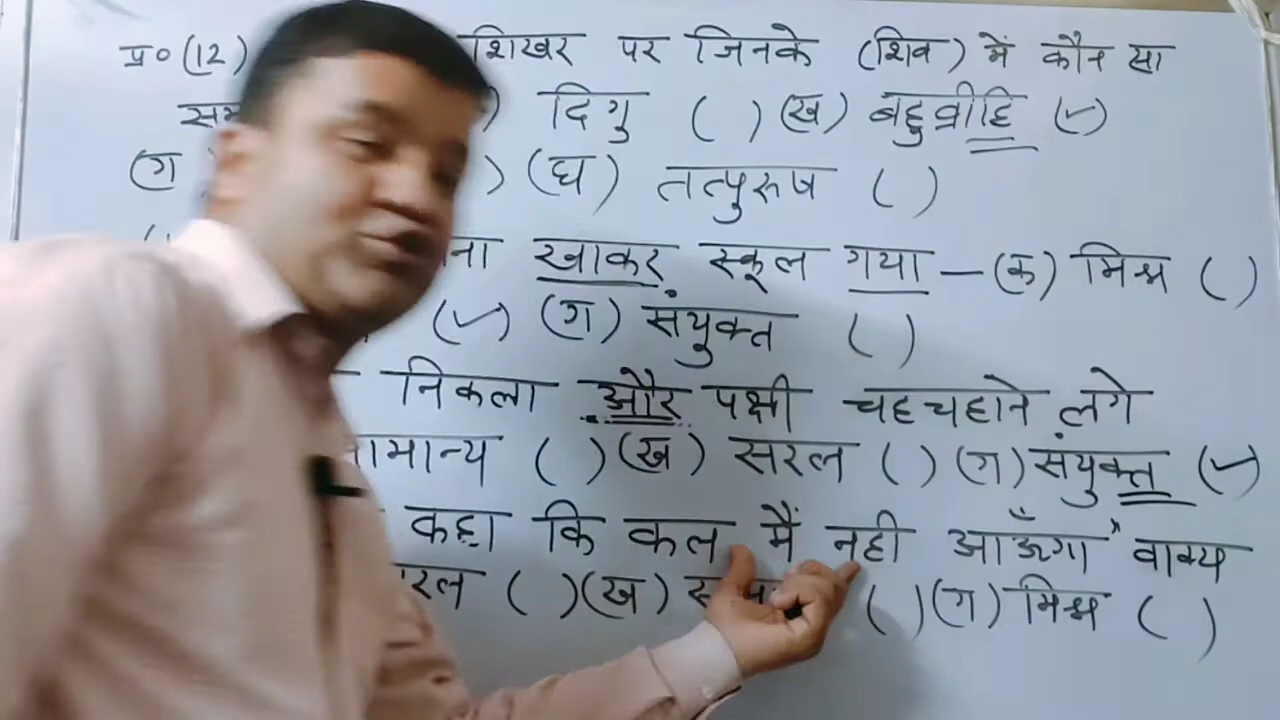 प्र० (12) शिखर पर जिनके (शिव) में कौन सा
) दिगु ( ) (ख) बहुव्रीहि (✓)
(ग ) (घ) तत्पुरुष ( )
खाकर स्कूल गया – (क) मिश्र ( )
(✓) (ग) संयुक्त ( )
निकला और पक्षी चहचहाने लगे
( ) (ख) सरल ( ) (ग) संयुक्त (✓)
कहा कि कल मैं नही आऊँगा" वाक्य
( ) (ख) ( ) (ग) मिश्र ( )